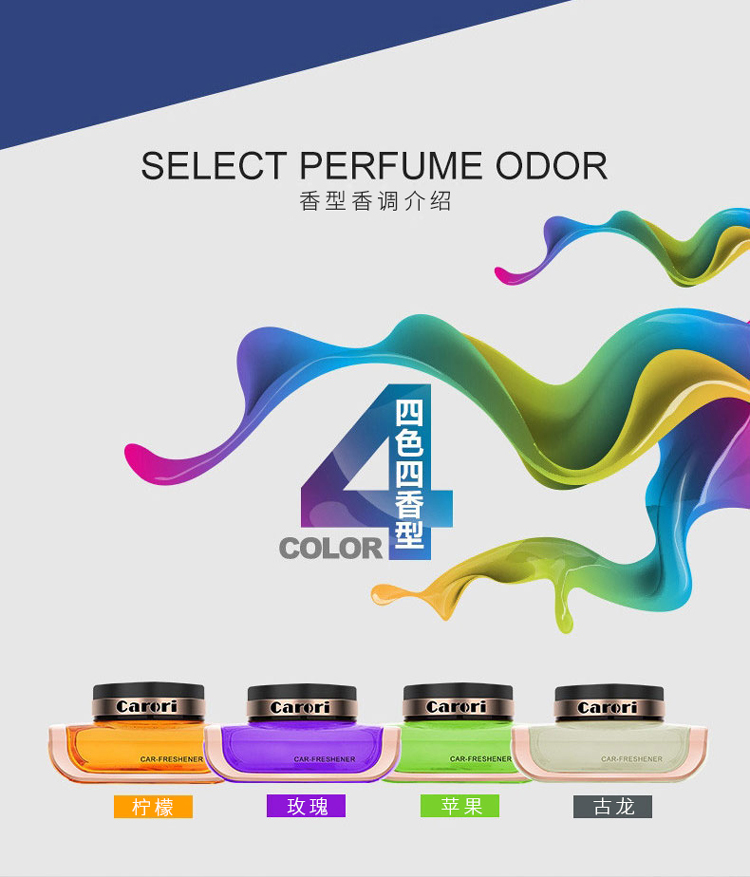 SELECT PERFUME ODOR
香型香调介绍
4
四色四香型
COLOR
Carori
CAR-FRESHENER
柠檬
Carori
CAR-FRESHENER
玫瑰
Carori
CAR-FRESHENER
苹果
Carori
CAR-FRESHENER
古龙